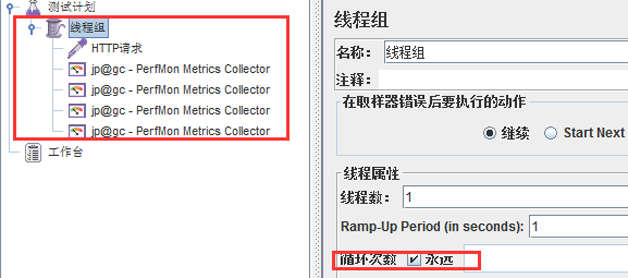 测试计划
线程组
HTTP请求
jp@gc - PerfMon Metrics Collector
jp@gc - PerfMon Metrics Collector
jp@gc - PerfMon Metrics Collector
jp@gc - PerfMon Metrics Collector
工作台
线程组
名称： 线程组
注释：
在取样器错误后要执行的动作
继续 Start Next
线程属性
线程数： 1
Ramp-Up Period (in seconds): 1
循环次数 永远